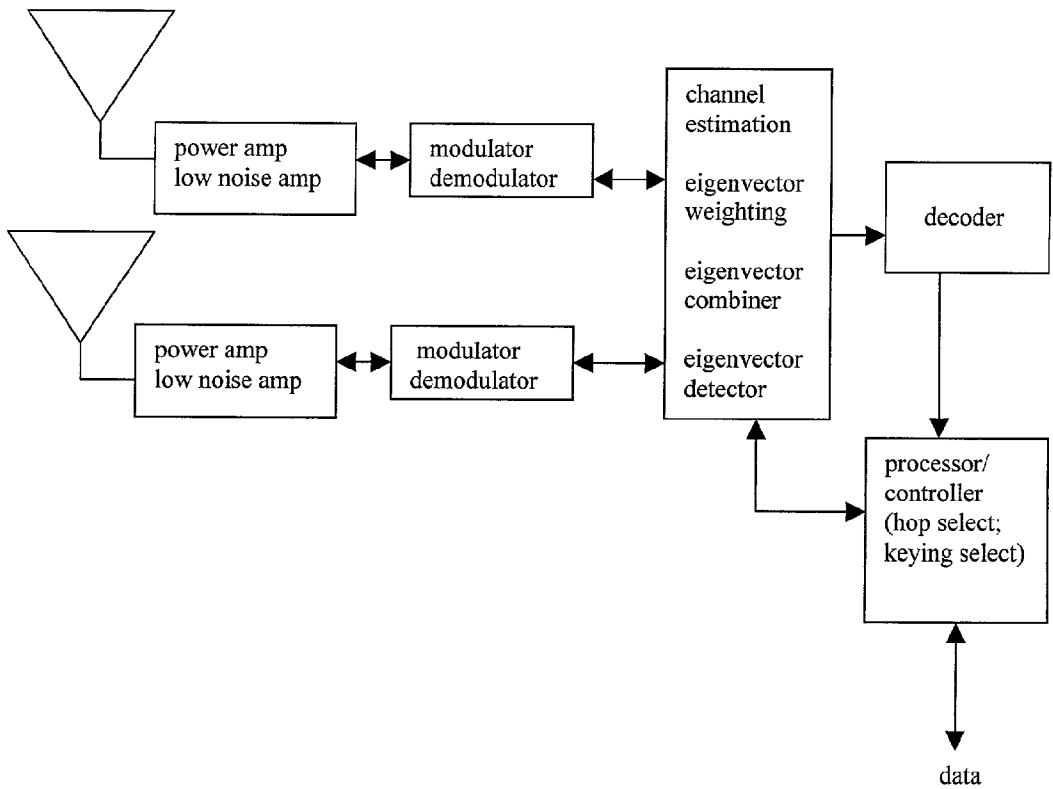 power amp
low noise amp
modulator
demodulator
channel
estimation
eigenvector
weighting
eigenvector
combiner
eigenvector
detector
decoder
power amp
low noise amp
modulator
demodulator
processor/
controller
(hop select;
keying select)
data